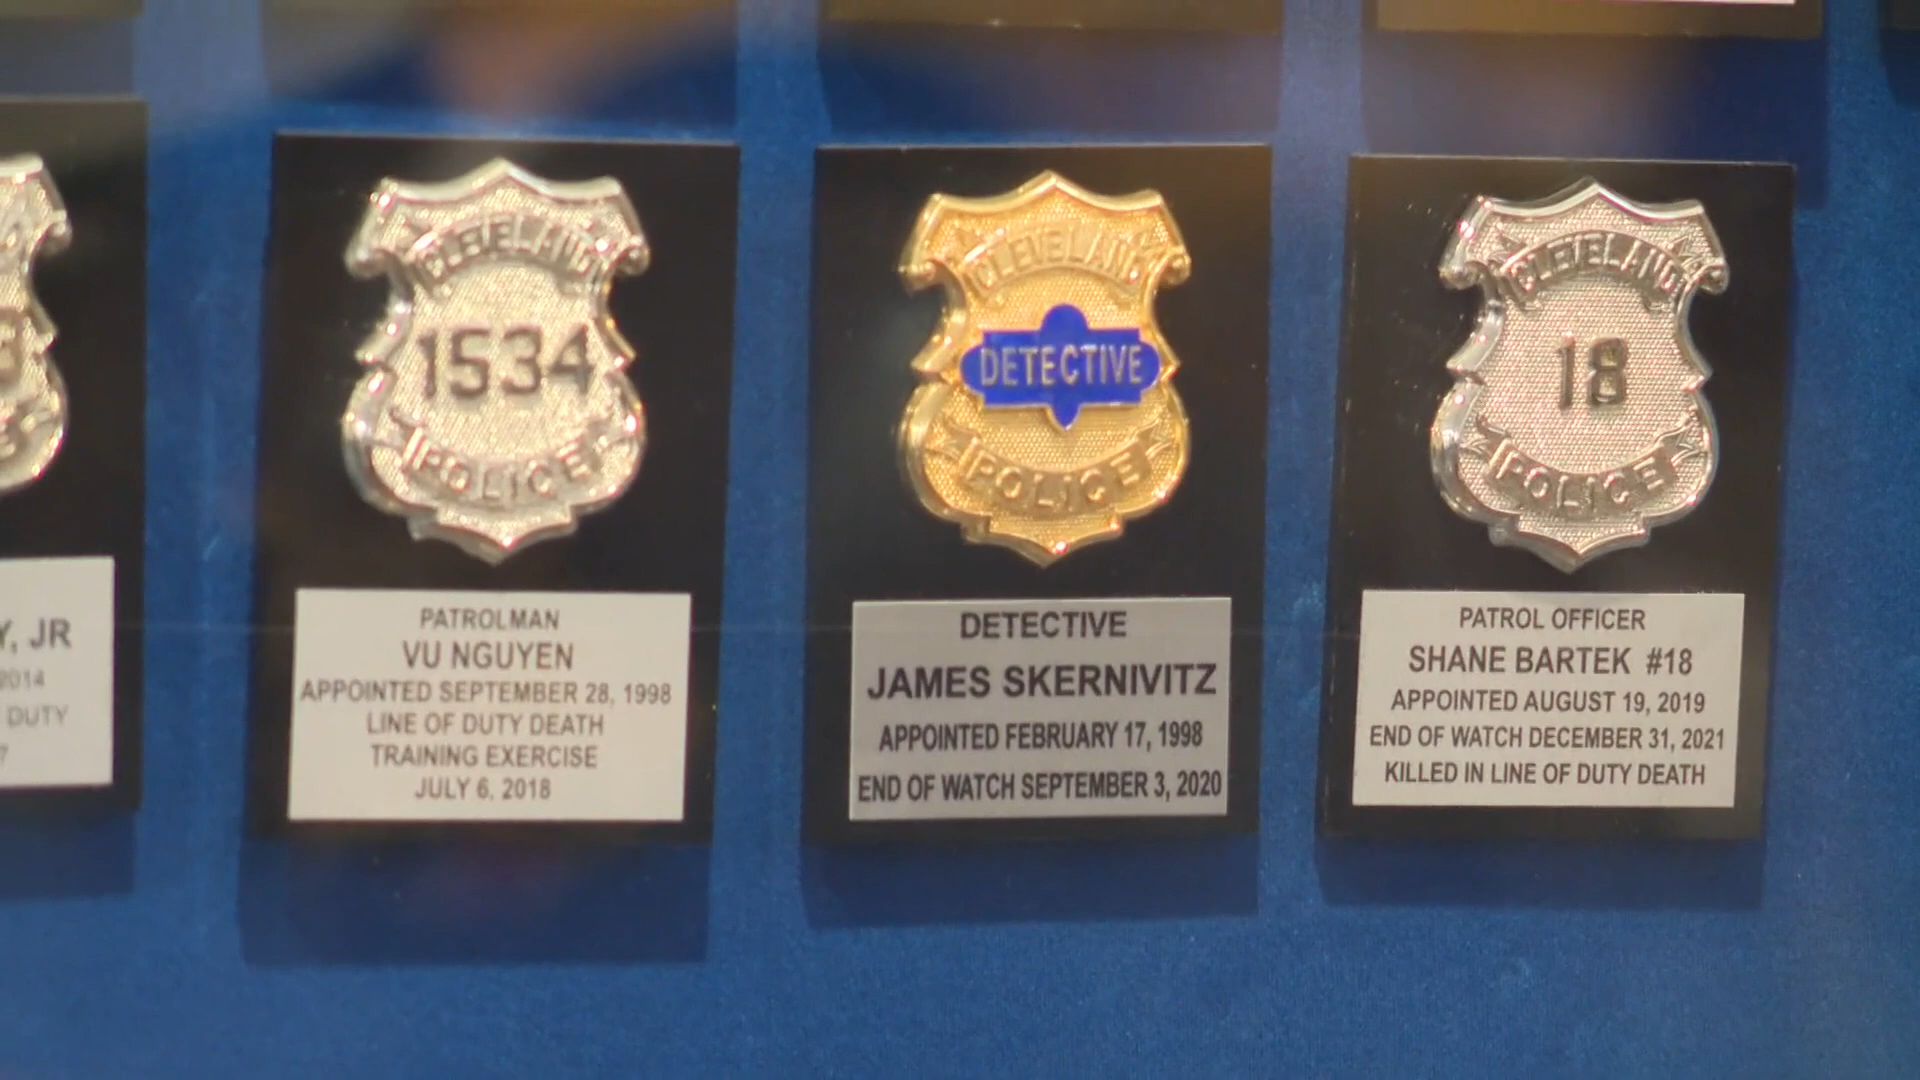 Y, JR
2014
DUTY
CLEVELAND
1534
POLICE
PATROLMAN
VU NGUYEN
APPOINTED SEPTEMBER 28, 1998
LINE OF DUTY DEATH
TRAINING EXERCISE
JULY 6, 2018
CLEVELAND
DETECTIVE
POLICE
DETECTIVE
JAMES SKERNIVITZ
APPOINTED FEBRUARY 17, 1998
END OF WATCH SEPTEMBER 3, 2020
CLEVELAND
18
POLICE
PATROL OFFICER
SHANE BARTEK #18
APPOINTED AUGUST 19, 2019
END OF WATCH DECEMBER 31, 2021
KILLED IN LINE OF DUTY DEATH